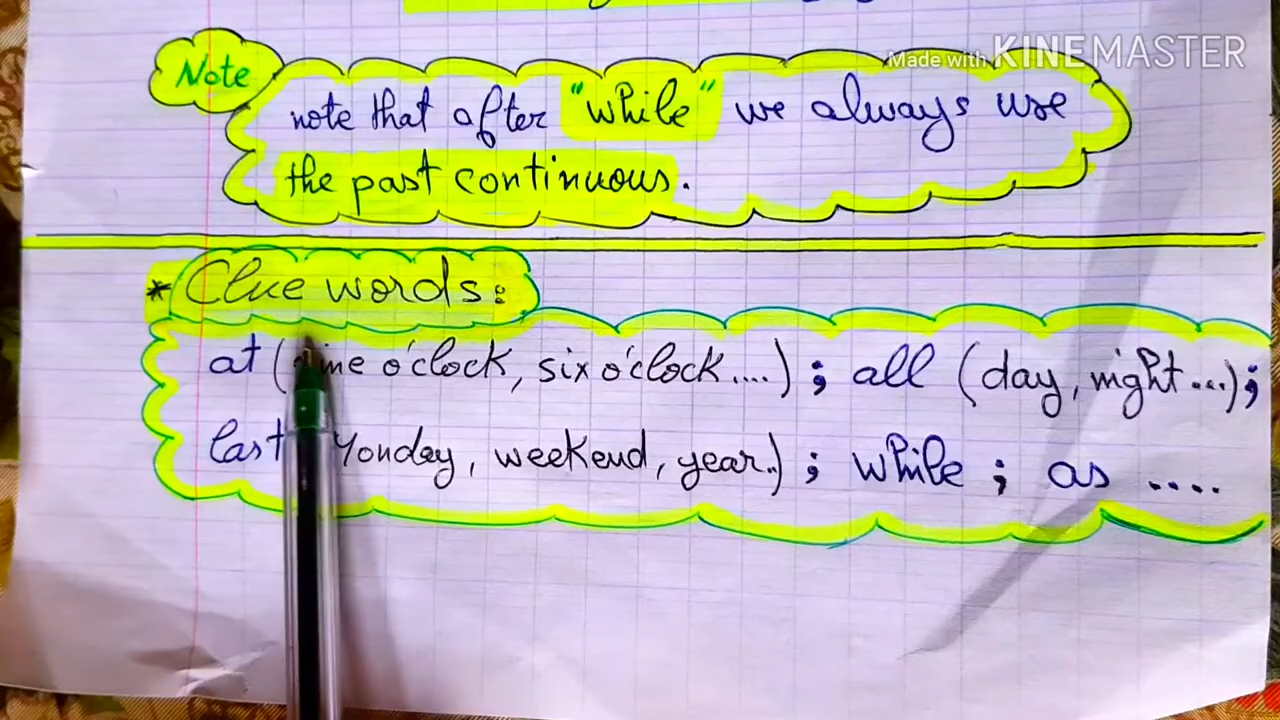 Made with KINEMASTER
Note
note that after "while" we always use
the past continuous.
* Clue words:
at (nine o'clock, six o'clock....) ; all (day, night ...);
last Monday, weekend, year..) ; while ; as ....